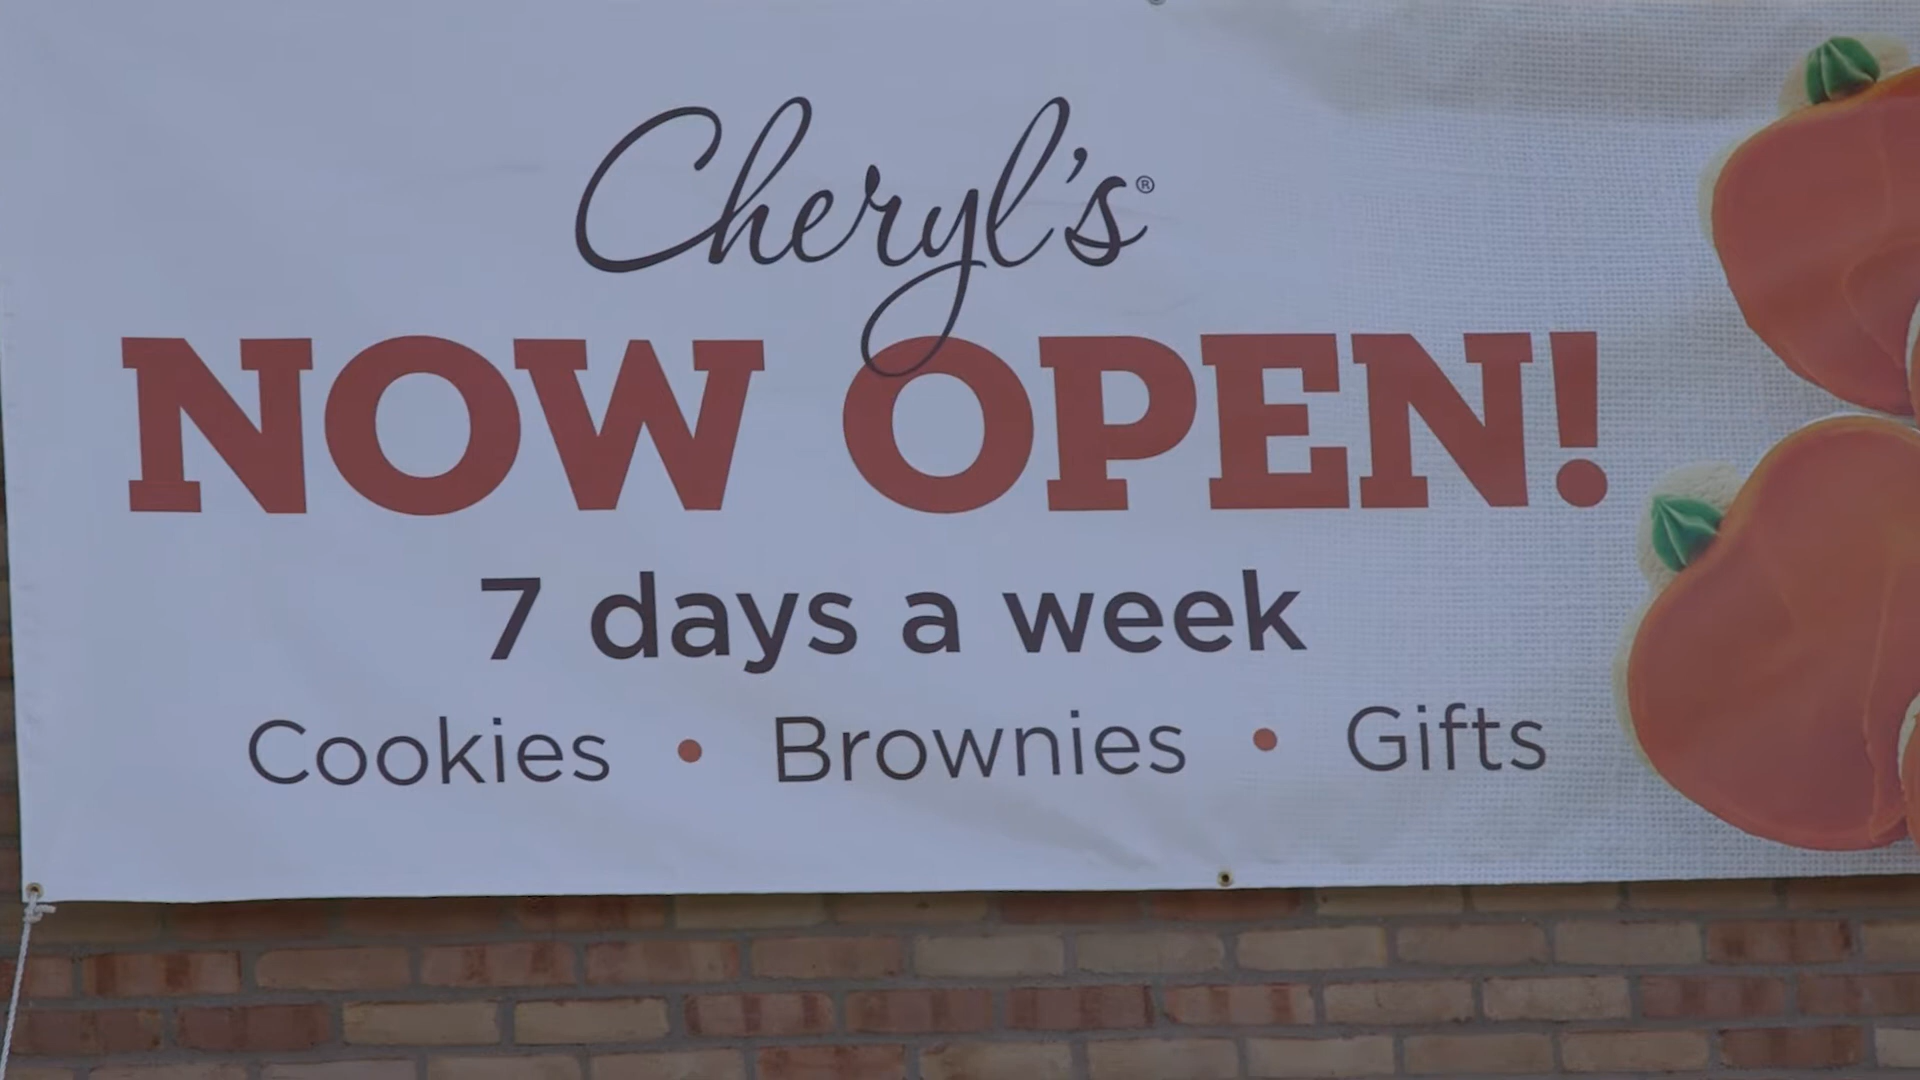 Cheryl's®
NOW OPEN!
7 days a week
Cookies • Brownies • Gifts